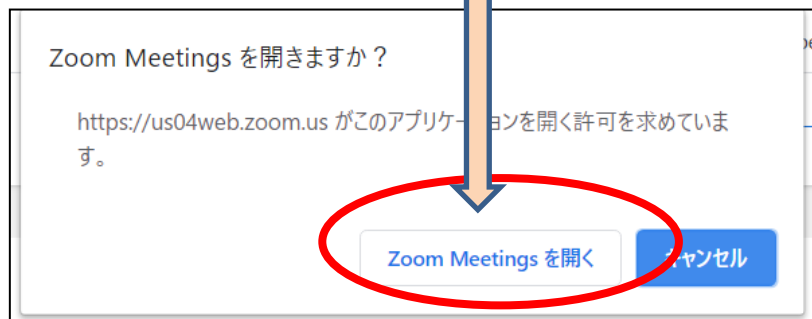 Zoom Meetings を開きますか？
https://us04web.zoom.us がこのアプリケーションを開く許可を求めていま
す。
Zoom Meetings を開く
キャンセル